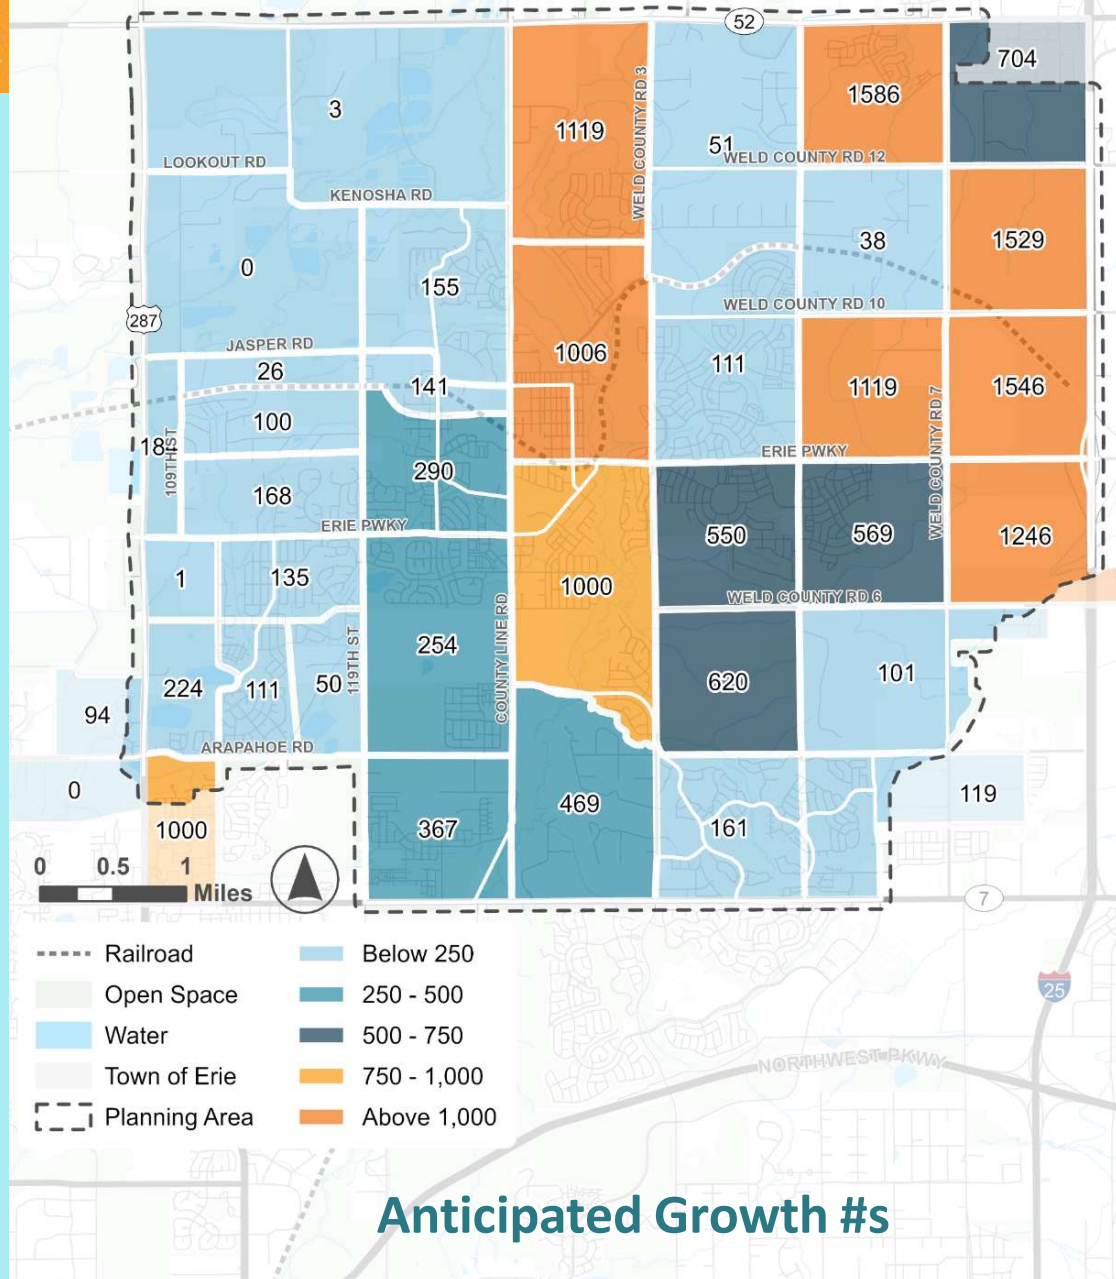 52
704
3
1586
WELD COUNTY RD 3
1119
51
WELD COUNTY RD 12
LOOKOUT RD
KENOSHA RD
38
1529
0
155
WELD COUNTY RD 10
287
JASPER RD
1006
111
26
141
1119
1546
WELD COUNTY RD 7
100
18
109TH ST
ERIE PWKY
290
168
ERIE PWKY
550
569
1246
1
135
1000
WELD COUNTY RD 6
254
COUNTY LINE RD
119TH ST
224
111
50
620
101
94
ARAPAHOE RD
0
119
469
1000
367
161
0 0.5 1
Miles
7
Railroad
Open Space
Water
Town of Erie
Planning Area
Below 250
250 - 500
500 - 750
750 - 1,000
Above 1,000
25
NORTHWEST PKWY
Anticipated Growth #s